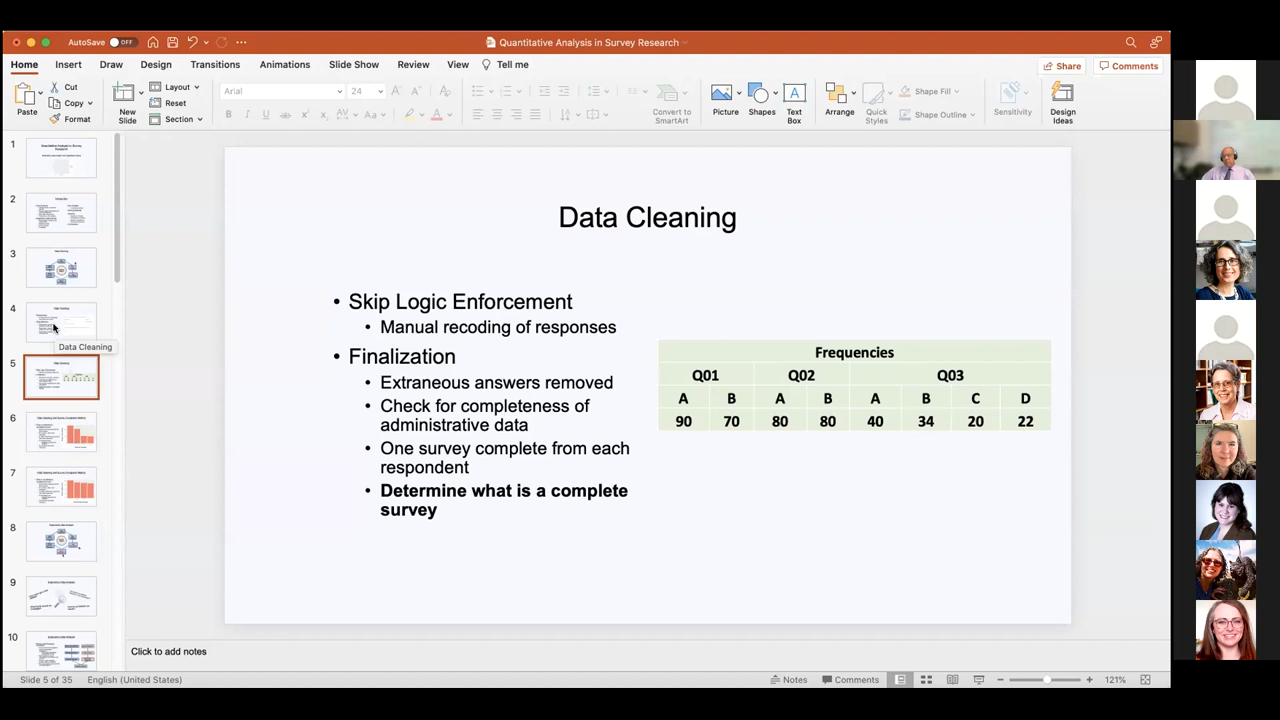 AutoSave OFF
Quantitative Analysis in Survey Research
Home Insert Draw Design Transitions Animations Slide Show Review View Tell me
Share Comments
Paste
Cut
Copy
Format
New Slide
Layout
Reset
Section
Arial 24
Convert to SmartArt
Picture
Shapes
Text Box
Arrange
Quick Styles
Shape Fill
Shape Outline
Sensitivity
Design Ideas
1
2
3
4
Data Cleaning
5
6
7
8
9
10
Data Cleaning
• Skip Logic Enforcement
• Manual recoding of responses
• Finalization
• Extraneous answers removed
• Check for completeness of
administrative data
• One survey complete from each
respondent
• Determine what is a complete
survey
Frequencies
Q01 Q02 Q03
A B A B A B C D
90 70 80 80 40 34 20 22
Click to add notes
Slide 5 of 35 English (United States) Notes Comments 121%